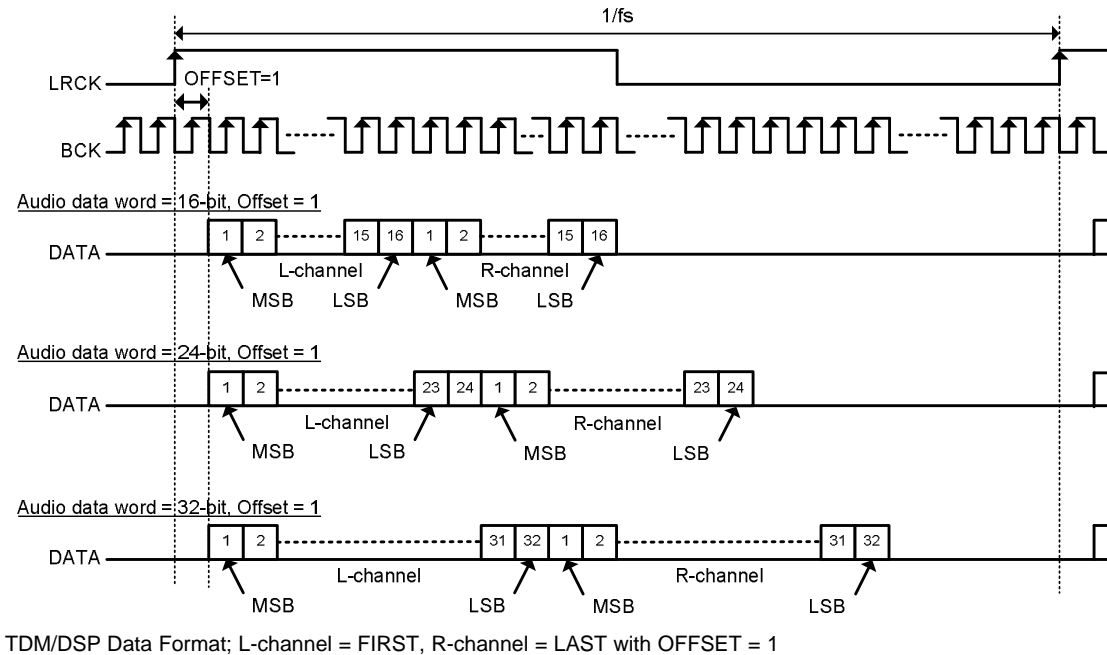 1/fs
LRCK
OFFSET=1
BCK
Audio data word = 16-bit, Offset = 1
DATA
1 2 15 16 1 2 15 16
L-channel R-channel
MSB LSB MSB LSB
Audio data word = 24-bit, Offset = 1
DATA
1 2 23 24 1 2 23 24
L-channel R-channel
MSB LSB MSB LSB
Audio data word = 32-bit, Offset = 1
DATA
1 2 31 32 1 2 31 32
L-channel R-channel
MSB LSB MSB LSB
TDM/DSP Data Format; L-channel = FIRST, R-channel = LAST with OFFSET = 1